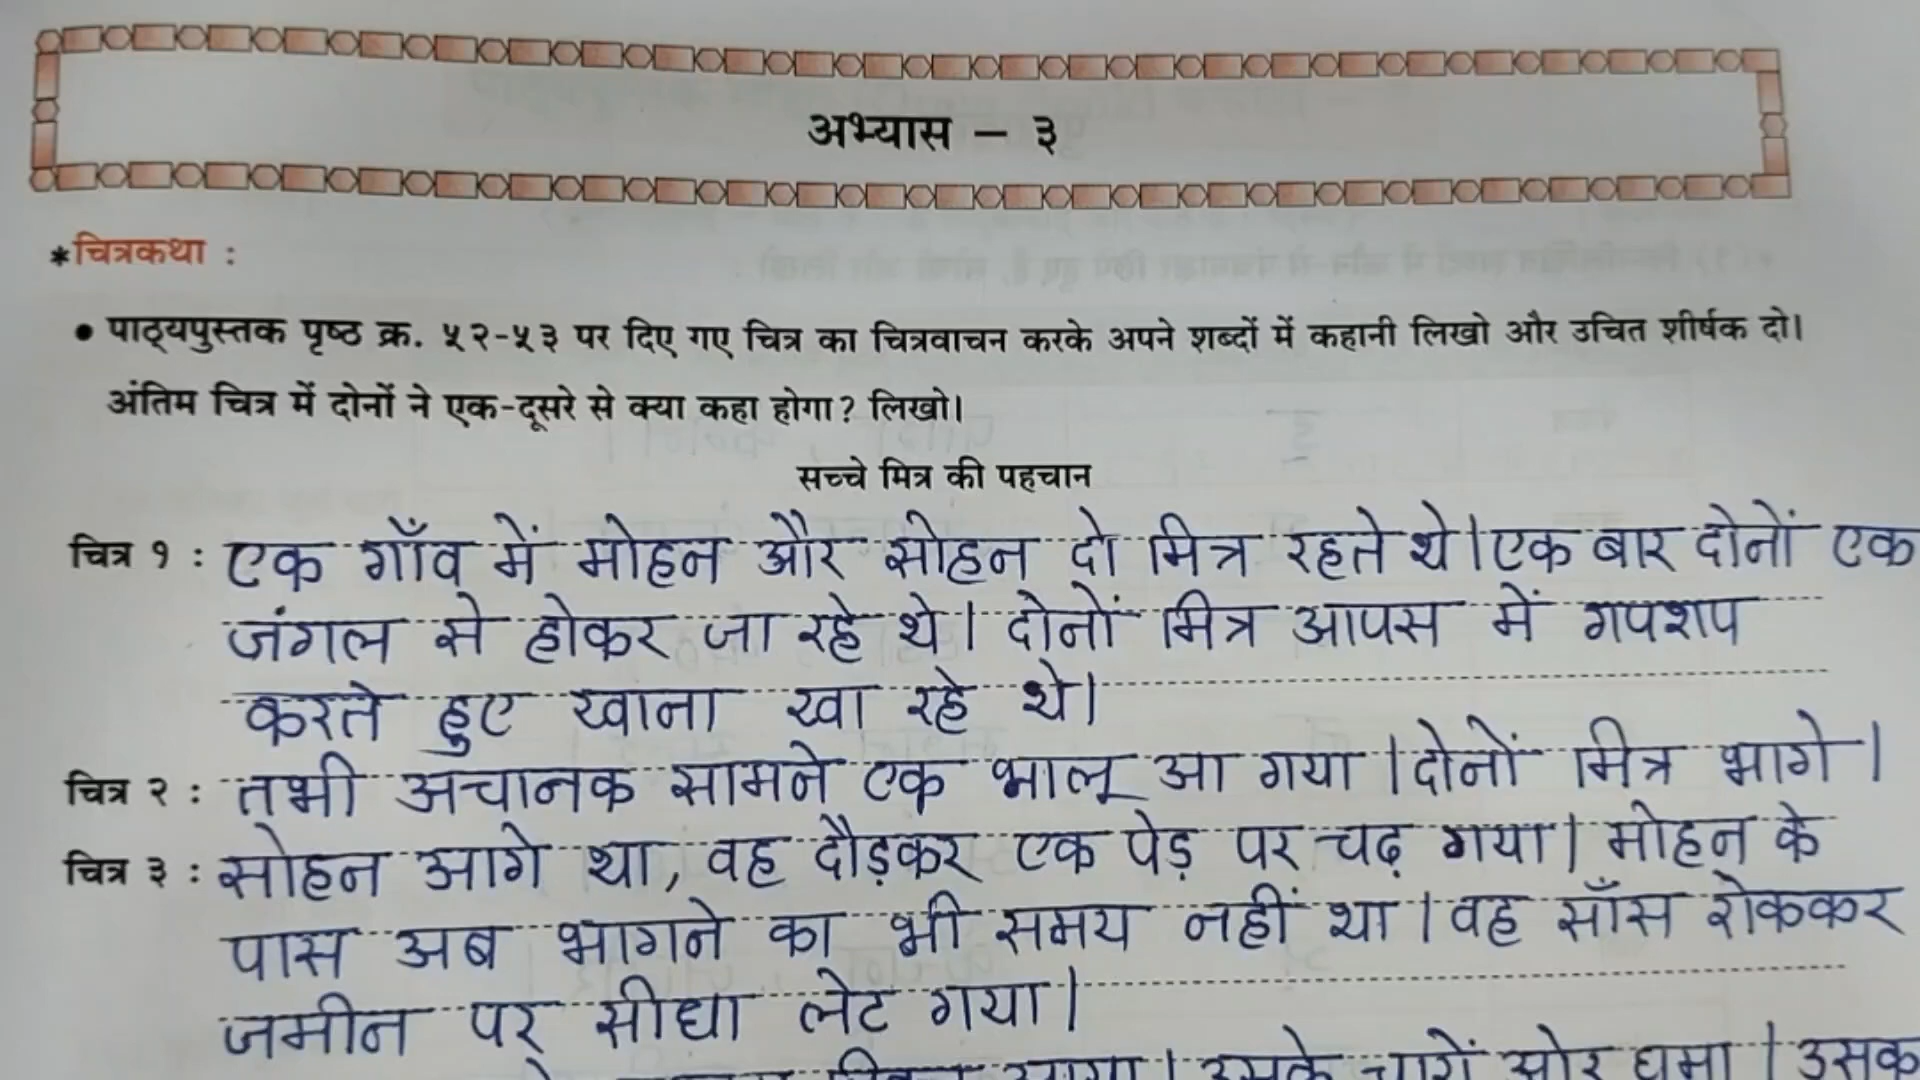 अभ्यास – ३
*चित्रकथा :
• पाठ्यपुस्तक पृष्ठ क्र. ५२-५३ पर दिए गए चित्र का चित्रवाचन करके अपने शब्दों में कहानी लिखो और उचित शीर्षक दो।
अंतिम चित्र में दोनों ने एक-दूसरे से क्या कहा होगा? लिखो।
सच्चे मित्र की पहचान
चित्र १ : एक गाँव में मोहन और सोहन दो मित्र रहते थे। एक बार दोनों एक
जंगल से होकर जा रहे थे। दोनों मित्र आपस में गपशप
करते हुए खाना खा रहे थे।
चित्र २ : तभी अचानक सामने एक भालू आ गया। दोनों मित्र भागे।
चित्र ३ : सोहन आगे था, वह दौड़कर एक पेड़ पर चढ़ गया। मोहन के
पास अब भागने का भी समय नहीं था। वह साँस रोककर
जमीन पर सीधा लेट गया।
उसके चारों ओर घूमा। उसक